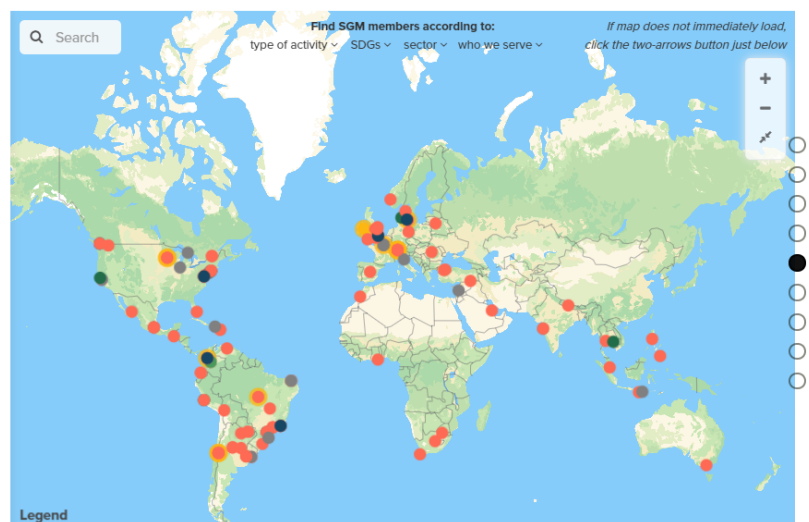 Search
Find SGM members according to:
type of activity SDGs sector who we serve
If map does not immediately load,
click the two-arrows button just below
Legend